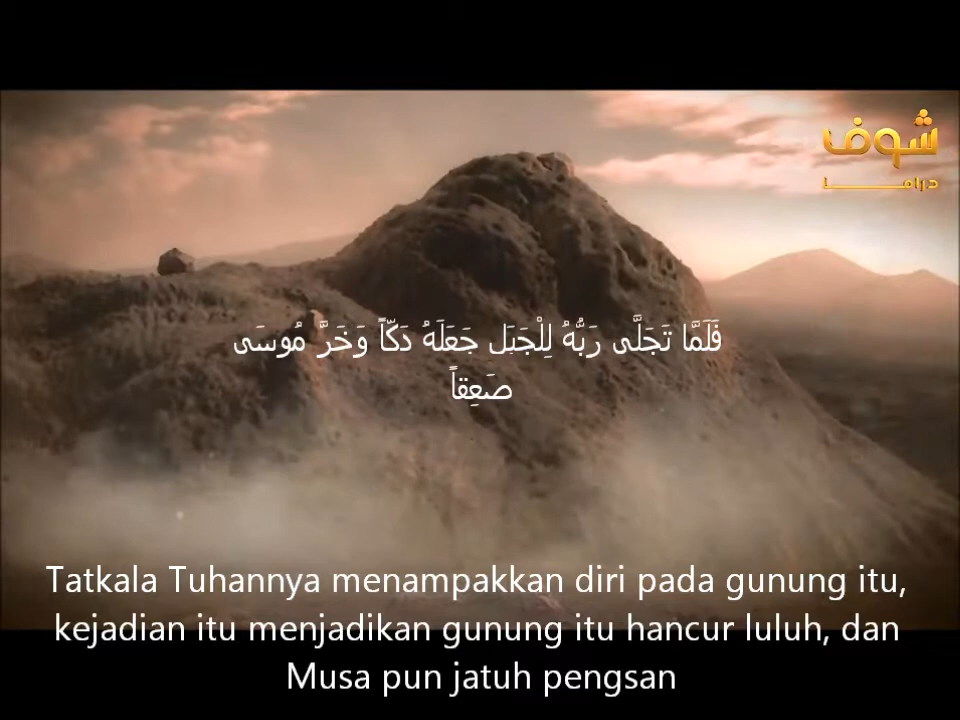 شوف
دراما
فَلَمَّا تَجَلَّى رَبُّهُ لِلْجَبَلِ جَعَلَهُ دَكّاً وَخَرَّ مُوسَى
صَعِقاً
Tatkala Tuhannya menampakkan diri pada gunung itu,
kejadian itu menjadikan gunung itu hancur luluh, dan
Musa pun jatuh pengsan